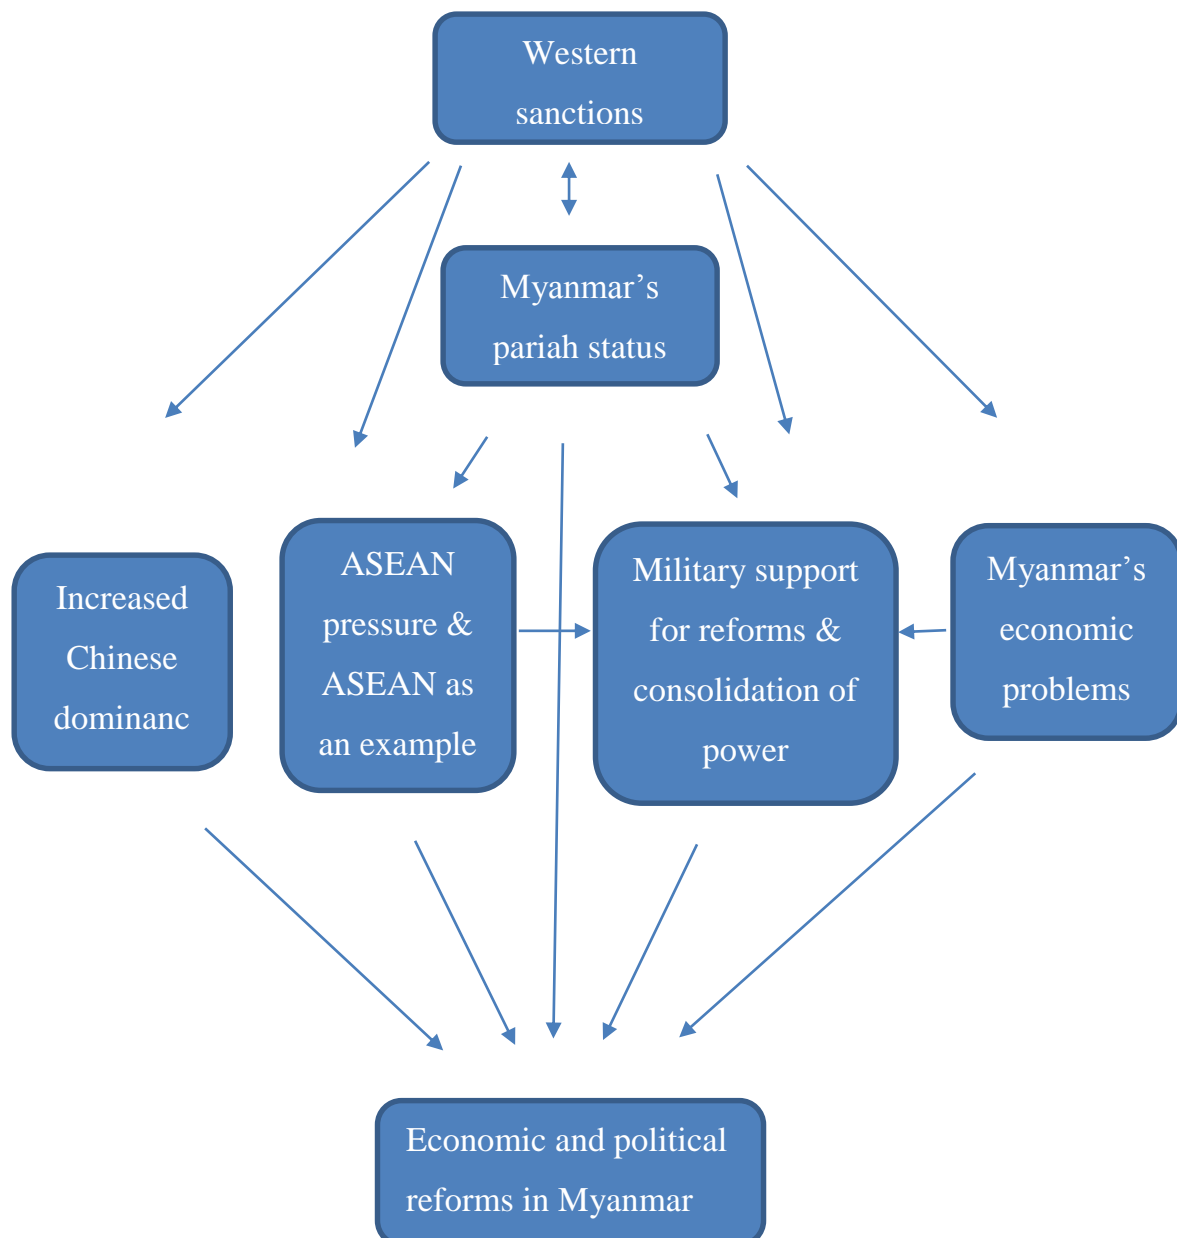 Western
sanctions
Myanmar’s
pariah status
Increased
Chinese
dominanc
ASEAN
pressure &
ASEAN as
an example
Military support
for reforms &
consolidation of
power
Myanmar’s
economic
problems
Economic and political
reforms in Myanmar